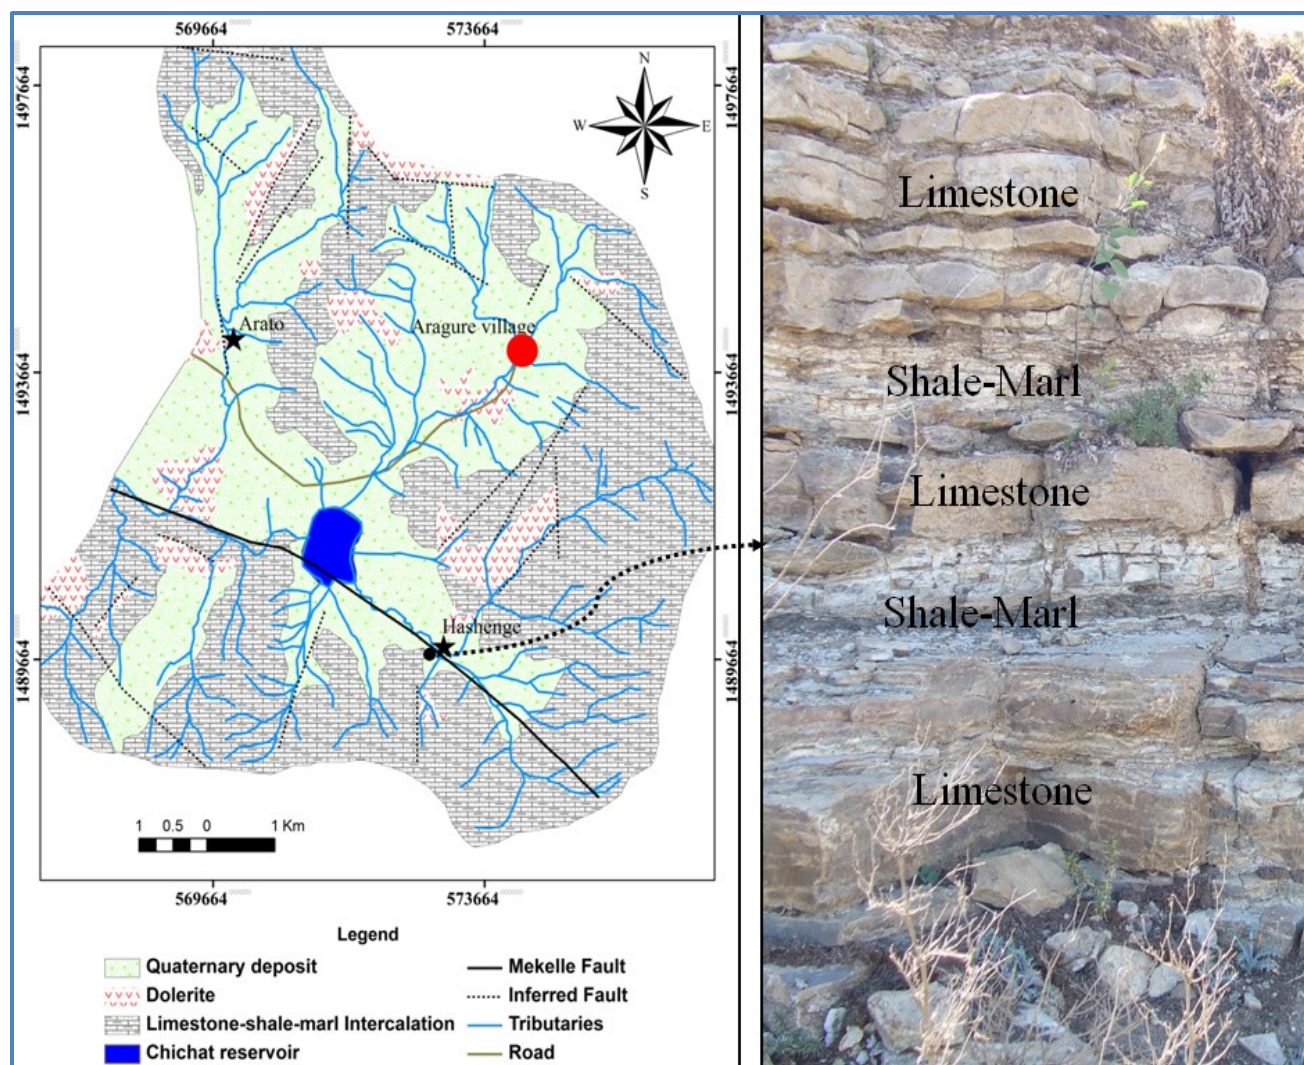 569664
573664
1497664
1497664
N
W
E
S
Arato
Aragure village
1493664
1493664
Hashenge
1489664
1489664
1 0.5 0 1 Km
569664
573664
Legend
Quaternary deposit
Dolerite
Limestone-shale-marl Intercalation
Chichat reservoir
Mekelle Fault
Inferred Fault
Tributaries
Road
Limestone
Shale-Marl
Limestone
Shale-Marl
Limestone